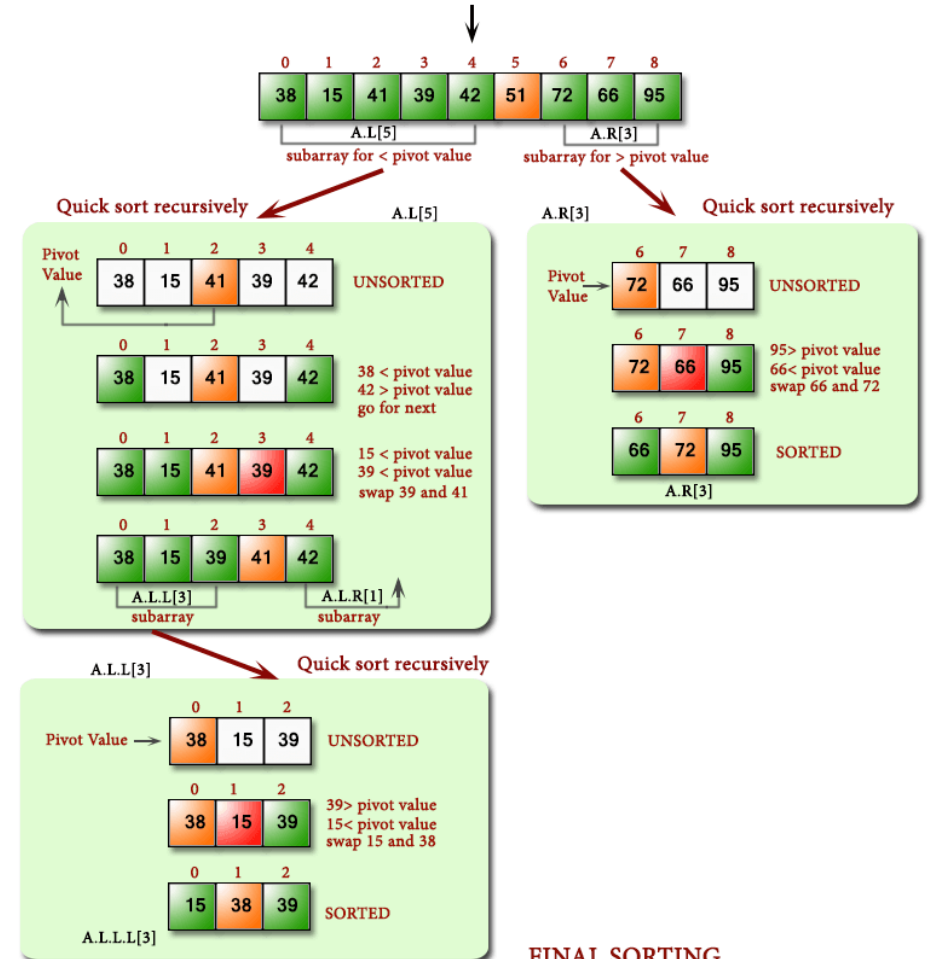 0 1 2 3 4 5 6 7 8
38 15 41 39 42 51 72 66 95
A.L[5] A.R[3]
subarray for < pivot value subarray for > pivot value
Quick sort recursively
A.L[5]
Pivot
Value
0 1 2 3 4
38 15 41 39 42
UNSORTED
0 1 2 3 4
38 15 41 39 42
38 < pivot value
42 > pivot value
go for next
0 1 2 3 4
38 15 41 39 42
15 < pivot value
39 < pivot value
swap 39 and 41
0 1 2 3 4
38 15 39 41 42
A.L.L[3] A.L.R[1]
subarray subarray
A.R[3]
Quick sort recursively
Pivot
Value
6 7 8
72 66 95
UNSORTED
6 7 8
72 66 95
95> pivot value
66< pivot value
swap 66 and 72
6 7 8
66 72 95
SORTED
A.R[3]
A.L.L[3]
Quick sort recursively
0 1 2
Pivot Value
38 15 39
UNSORTED
0 1 2
38 15 39
39> pivot value
15< pivot value
swap 15 and 38
0 1 2
15 38 39
SORTED
A.L.L.L[3]
FINAL SORTING